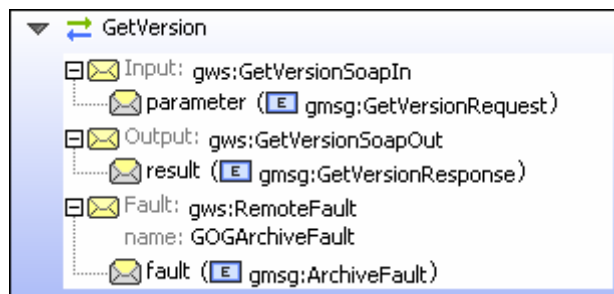 GetVersion
Input: gws:GetVersionSoapIn
parameter (E gmsg:GetVersionRequest)
Output: gws:GetVersionSoapOut
result (E gmsg:GetVersionResponse)
Fault: gws:RemoteFault
name: GOGArchiveFault
fault (E gmsg:ArchiveFault)